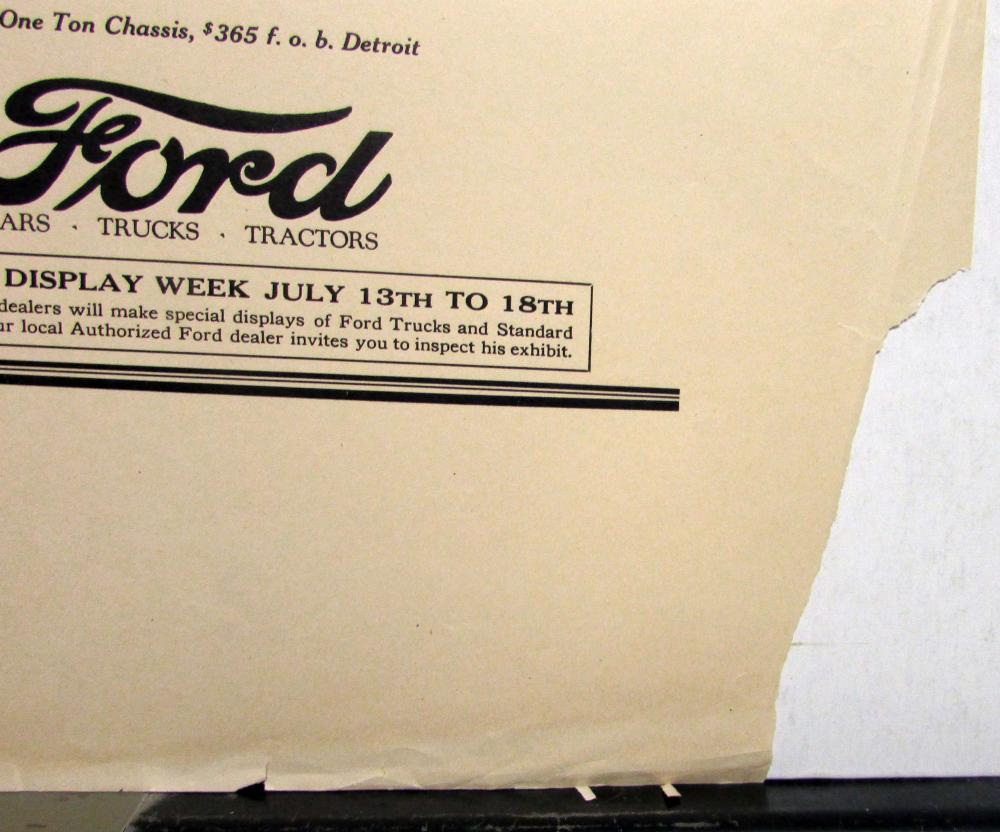 One Ton Chassis, $365 f. o. b. Detroit
Ford
ARS · TRUCKS · TRACTORS
DISPLAY WEEK JULY 13TH TO 18TH
dealers will make special displays of Ford Trucks and Standard
ur local Authorized Ford dealer invites you to inspect his exhibit.